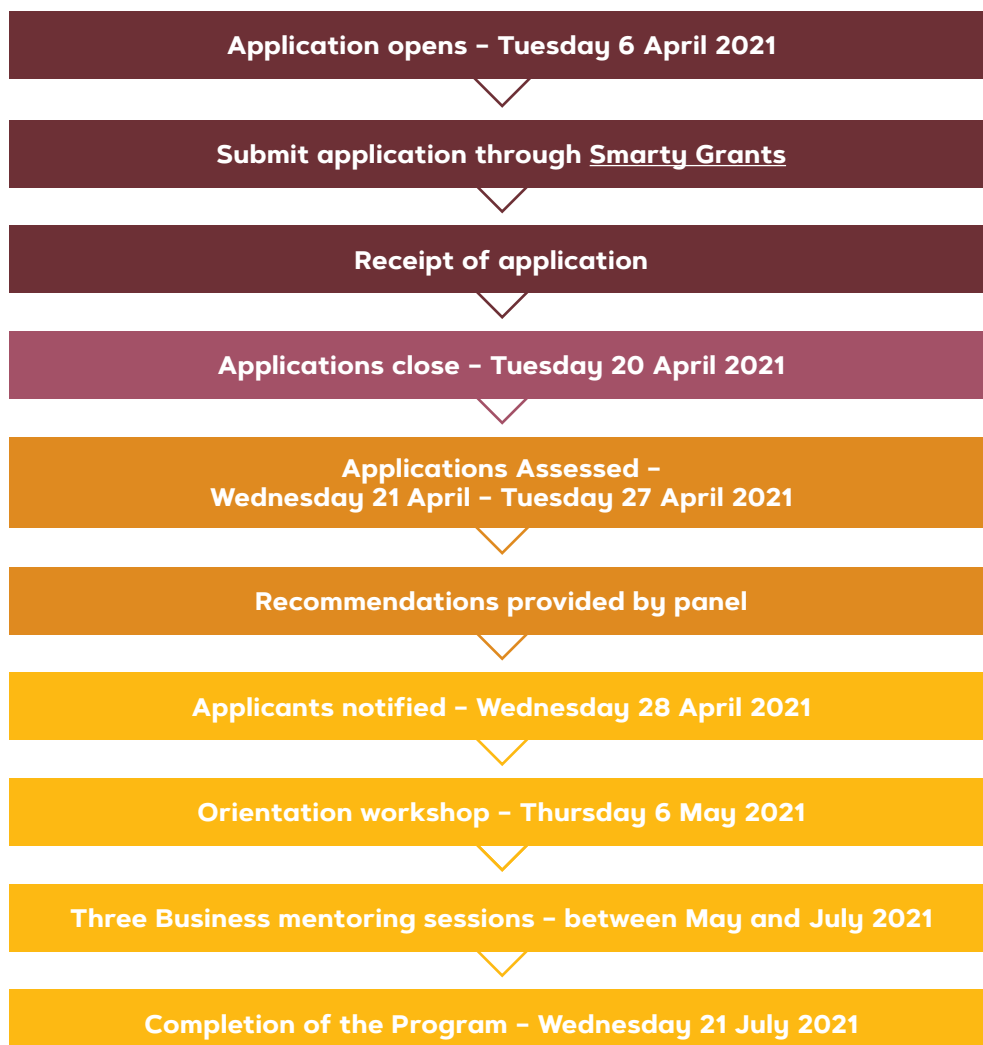 Application opens – Tuesday 6 April 2021
Submit application through Smarty Grants
Receipt of application
Applications close – Tuesday 20 April 2021
Applications Assessed –
Wednesday 21 April – Tuesday 27 April 2021
Recommendations provided by panel
Applicants notified – Wednesday 28 April 2021
Orientation workshop – Thursday 6 May 2021
Three Business mentoring sessions – between May and July 2021
Completion of the Program – Wednesday 21 July 2021